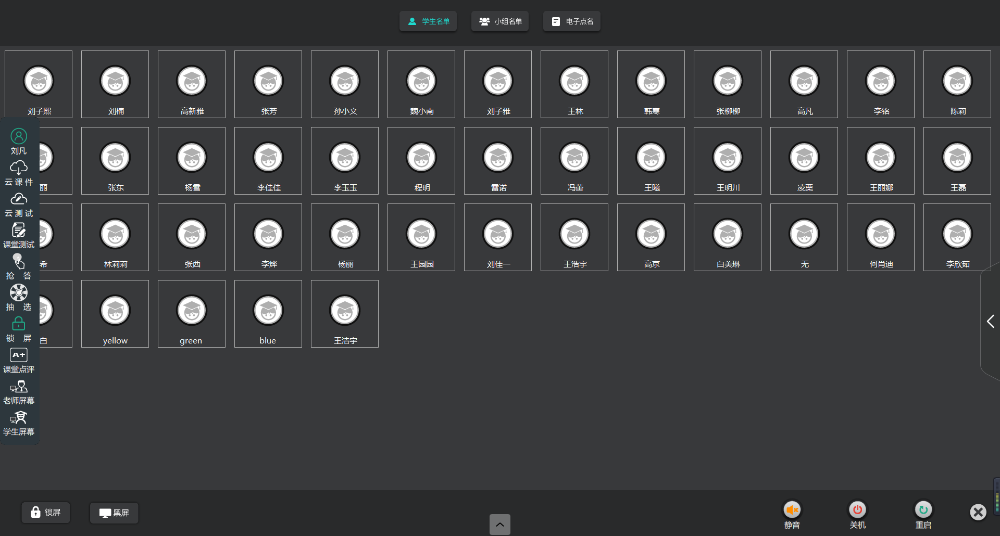 学生名单 小组名单 电子点名
刘子熙 刘楠 高新雅 张芳 孙小文 魏小南 刘子雅 王林 韩寒 张柳柳 高凡 李铭 陈莉
丽 张东 杨雪 李佳佳 李玉玉 程明 雷诺 冯蕾 王曦 王明川 凌栗 王丽娜 王磊
希 林莉莉 张西 李烨 杨丽 王园园 刘佳一 王浩宇 高京 白美琳 无 何肖迪 李欣茹
白 yellow green blue 王浩宇
刘凡
云课件
云测试
课堂测试
抢 答
抽 选
锁 屏
A+
课堂点评
老师屏幕
学生屏幕
锁屏 黑屏 静音 关机 重启